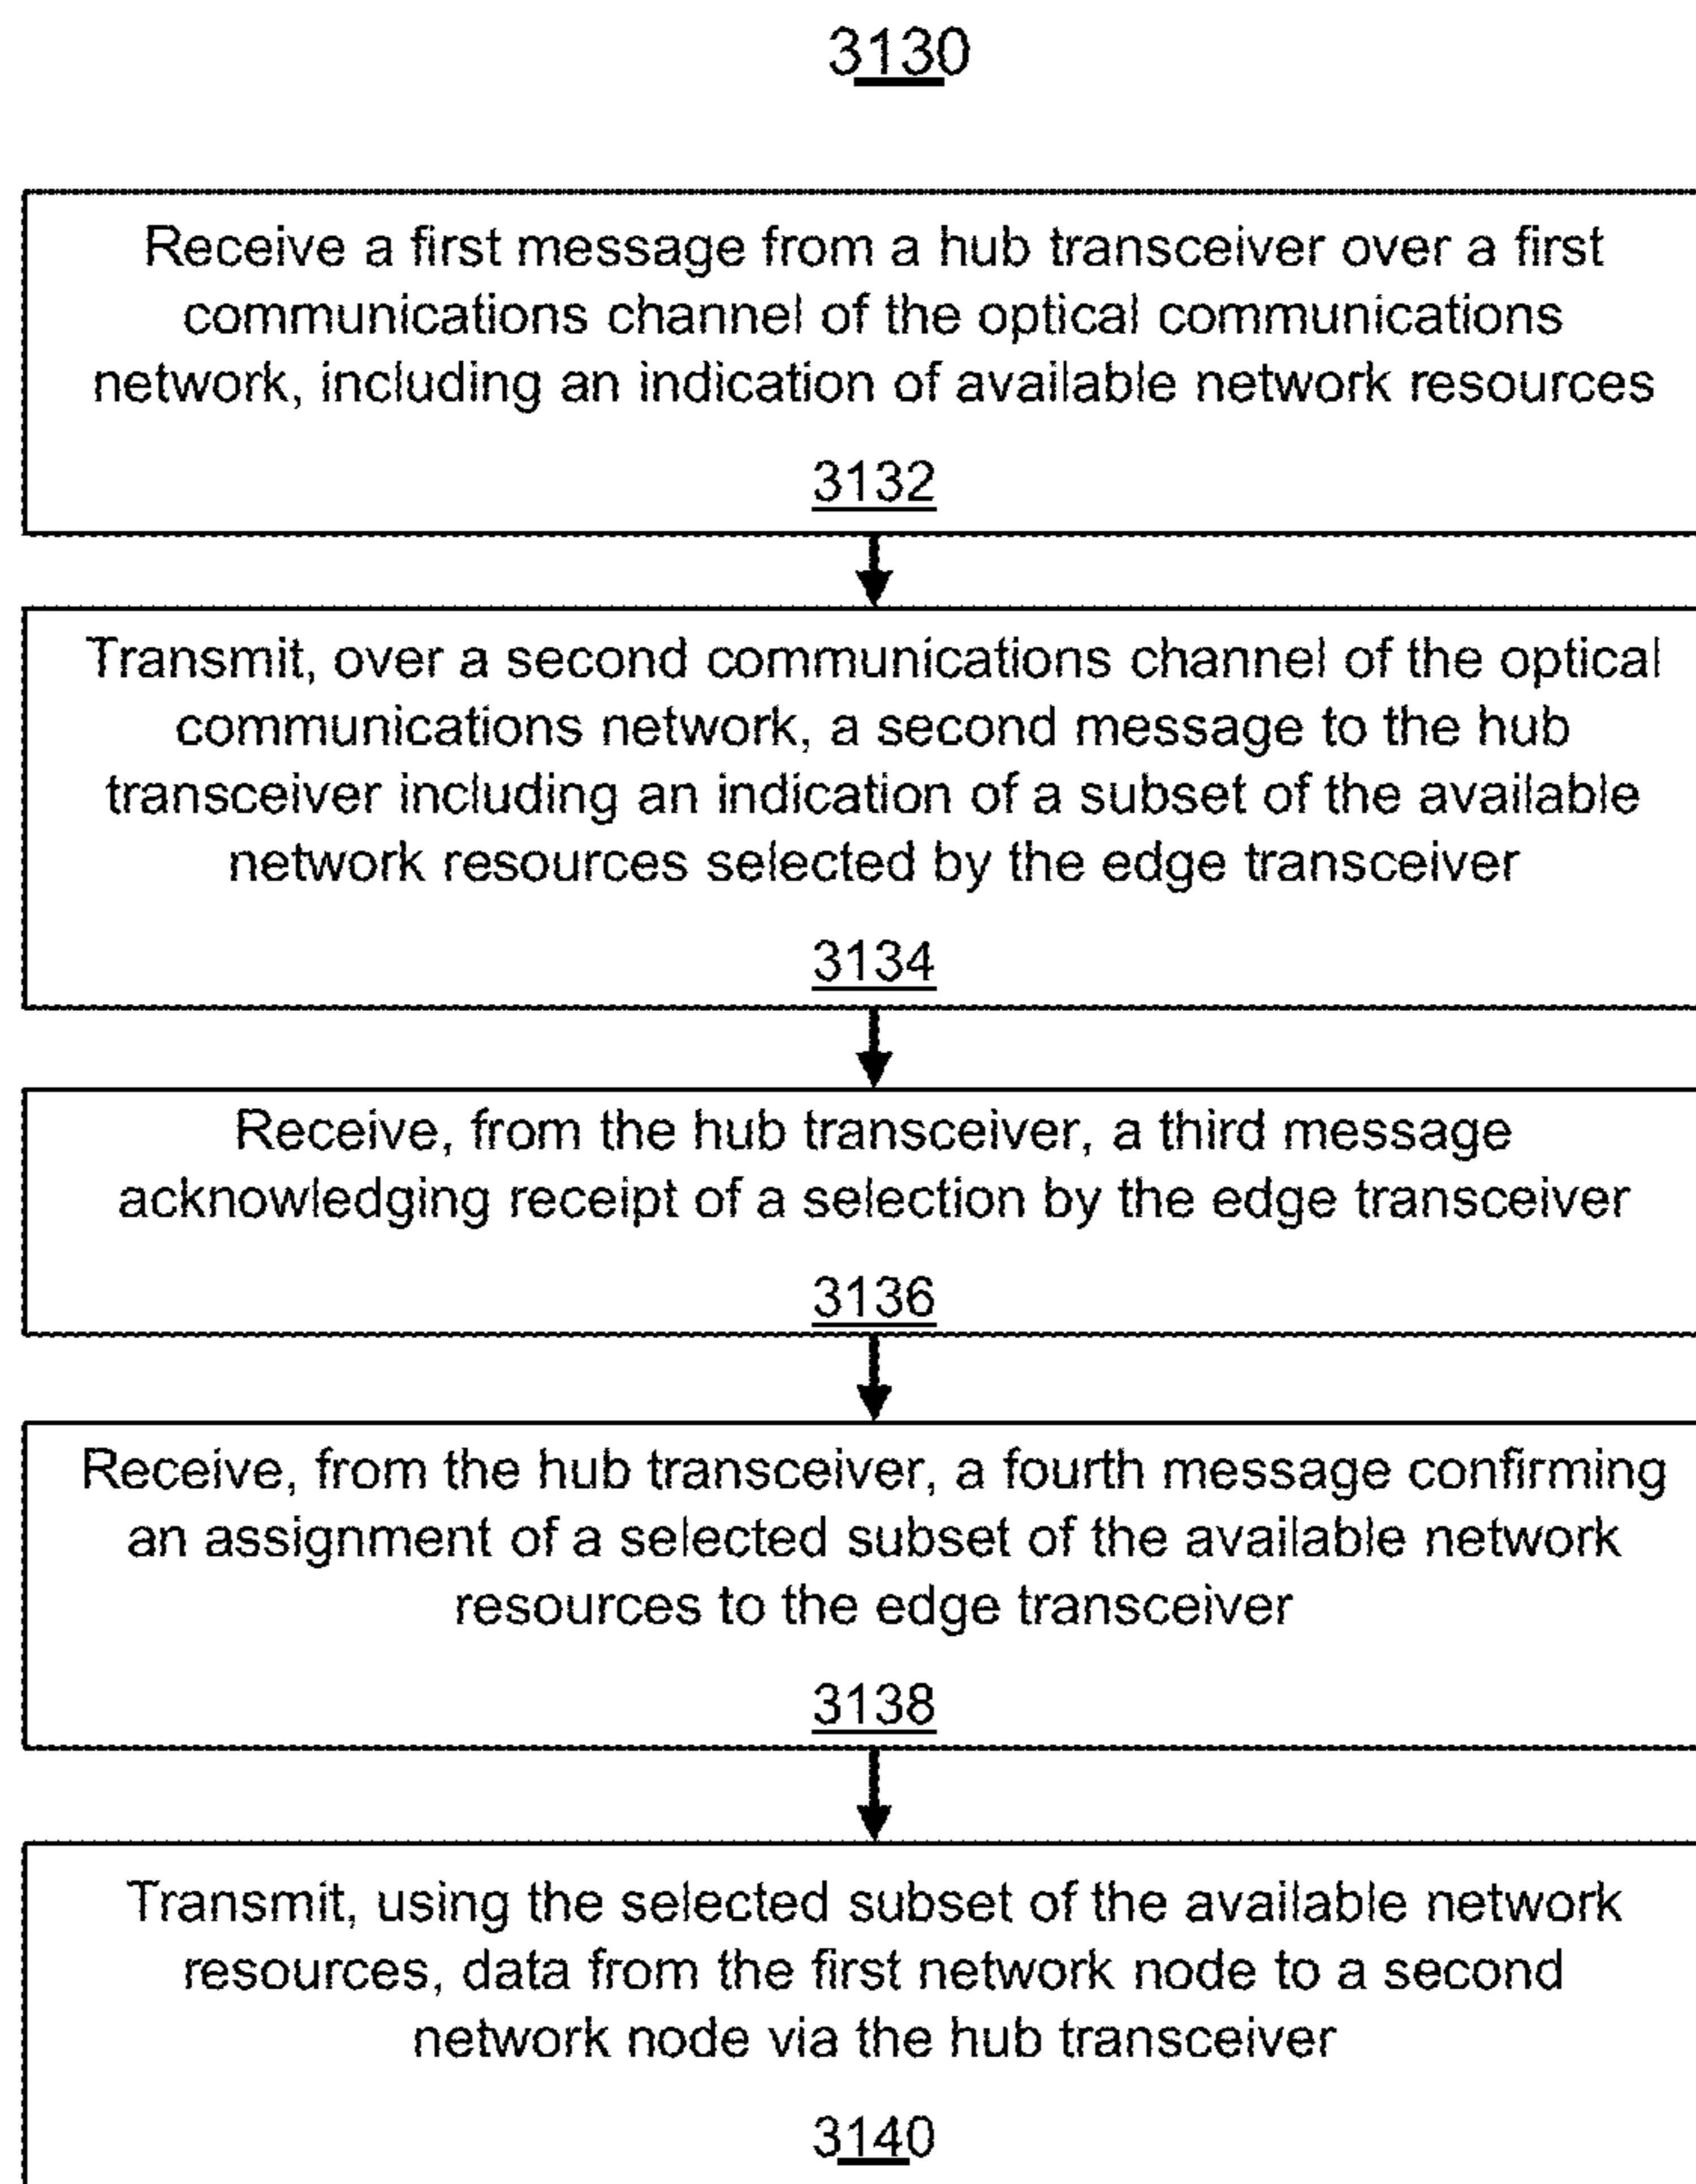 3130
Receive a first message from a hub transceiver over a first
communications channel of the optical communications
network, including an indication of available network resources
3132
Transmit, over a second communications channel of the optical
communications network, a second message to the hub
transceiver including an indication of a subset of the available
network resources selected by the edge transceiver
3134
Receive, from the hub transceiver, a third message
acknowledging receipt of a selection by the edge transceiver
3136
Receive, from the hub transceiver, a fourth message confirming
an assignment of a selected subset of the available network
resources to the edge transceiver
3138
Transmit, using the selected subset of the available network
resources, data from the first network node to a second
network node via the hub transceiver
3140